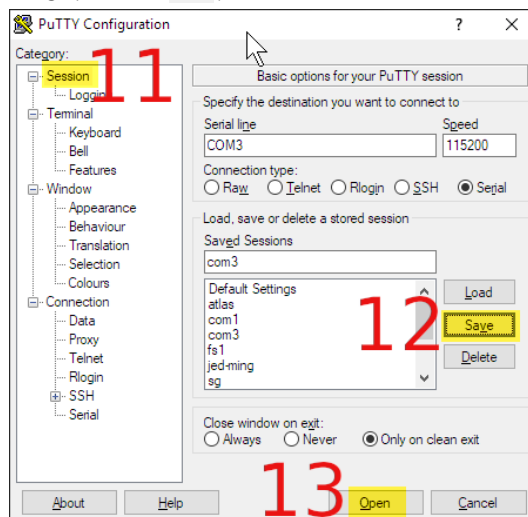 PuTTY Configuration ? ×
Category:
Session
Loggin
Terminal
Keyboard
Bell
Features
Window
Appearance
Behaviour
Translation
Selection
Colours
Connection
Data
Proxy
Telnet
Rlogin
SSH
Serial
11
Basic options for your PuTTY session
Specify the destination you want to connect to
Serial line Speed
COM3 115200
Connection type:
Raw Telnet Rlogin SSH Serial
Load, save or delete a stored session
Saved Sessions
com3
Default Settings
atlas
com1
com3
fs1
jed-ming
sg
Load
12 Save
Delete
Close window on exit:
Always Never Only on clean exit
13
About Help Open Cancel